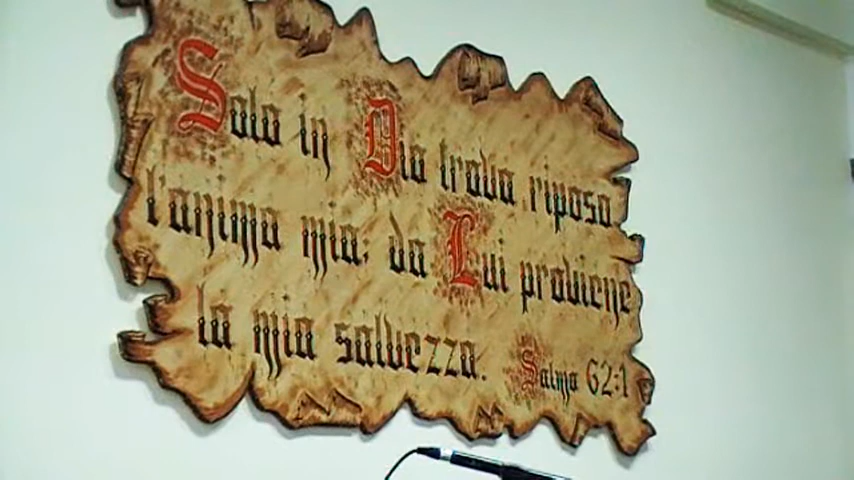 Solo in Dio trova riposo
l'anima mia; da Lui proviene
la mia salvezza. Salmo 62:1